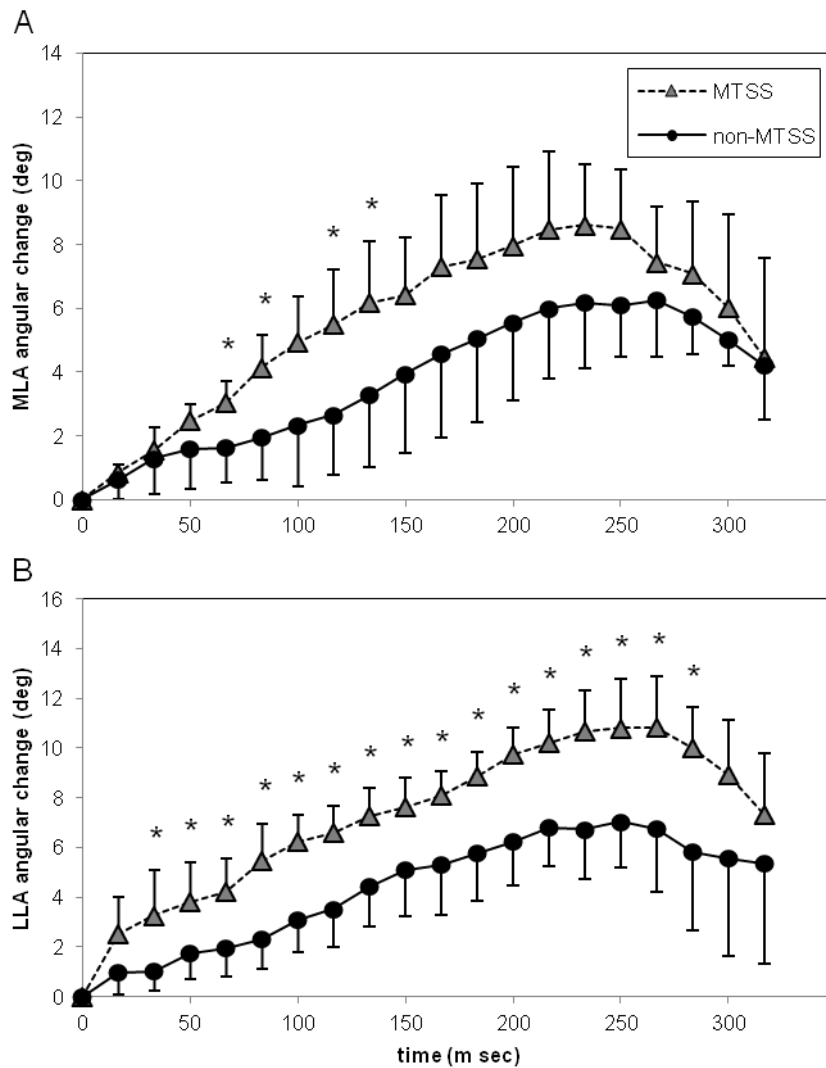 A
14
12
10
8
6
4
2
0
MLA angular change (deg)
MTSS
non-MTSS
* * * *
0 50 100 150 200 250 300
B
16
14
12
10
8
6
4
2
0
LLA angular change (deg)
* * * * * * * * * * * * * * * *
0 50 100 150 200 250 300
time (m sec)